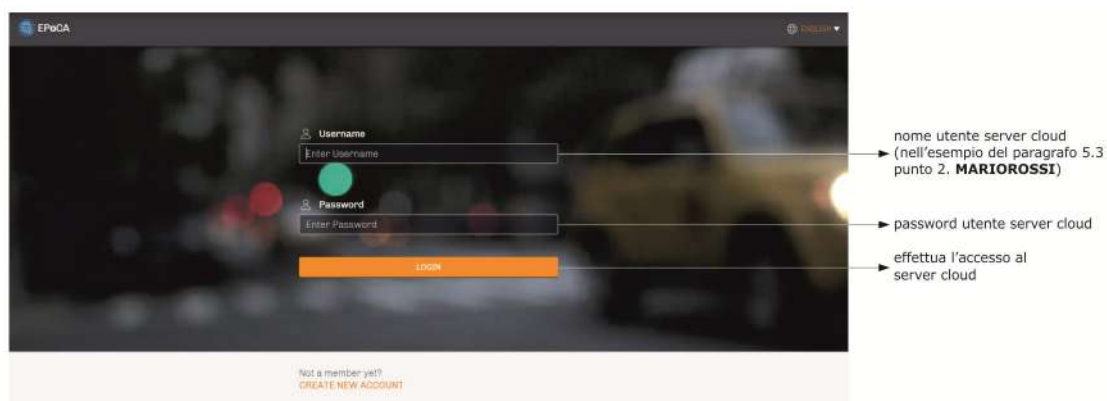 EPoCA
ENGLISH
Username
Enter Username
nome utente server cloud
(nell'esempio del paragrafo 5.3
punto 2. MARIOROSSI)
Password
Enter Password
password utente server cloud
LOGIN
effettua l'accesso al
server cloud
Not a member yet?
CREATE NEW ACCOUNT